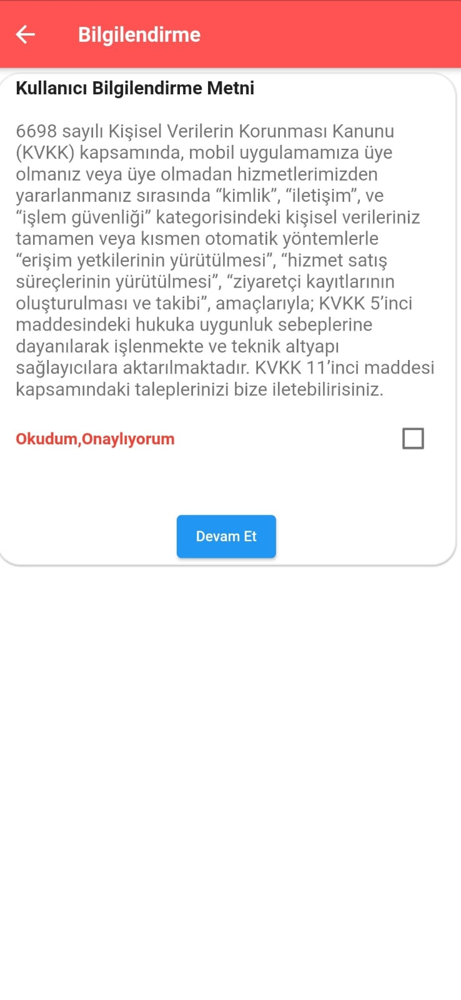 Bilgilendirme
Kullanıcı Bilgilendirme Metni
6698 sayılı Kişisel Verilerin Korunması Kanunu
(KVKK) kapsamında, mobil uygulamamıza üye
olmanız veya üye olmadan hizmetlerimizden
yararlanmanız sırasında “kimlik”, “iletişim”, ve
“işlem güvenliği” kategorisindeki kişisel verileriniz
tamamen veya kısmen otomatik yöntemlerle
“erişim yetkilerinin yürütülmesi”, “hizmet satış
süreçlerinin yürütülmesi”, “ziyaretçi kayıtlarının
oluşturulması ve takibi”, amaçlarıyla; KVKK 5’inci
maddesindeki hukuka uygunluk sebeplerine
dayanılarak işlenmekte ve teknik altyapı
sağlayıcılara aktarılmaktadır. KVKK 11’inci maddesi
kapsamındaki taleplerinizi bize iletebilirisiniz.
Okudum,Onaylıyorum
Devam Et